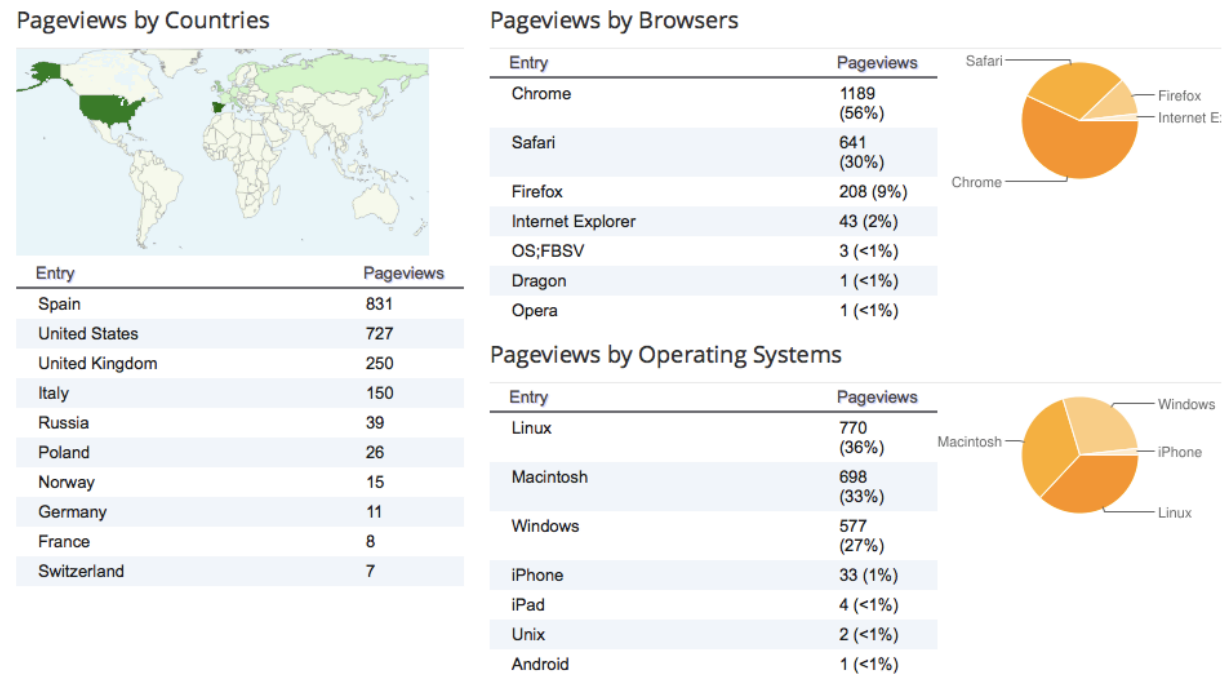 Pageviews by Countries
Entry Pageviews
Spain 831
United States 727
United Kingdom 250
Italy 150
Russia 39
Poland 26
Norway 15
Germany 11
France 8
Switzerland 7
Pageviews by Browsers
Entry Pageviews
Chrome 1189
(56%)
Safari 641
(30%)
Firefox 208 (9%)
Internet Explorer 43 (2%)
OS;FBSV 3 (<1%)
Dragon 1 (<1%)
Opera 1 (<1%)
Safari
Firefox
Internet E
Chrome
Pageviews by Operating Systems
Entry Pageviews
Linux 770
(36%)
Macintosh 698
(33%)
Windows 577
(27%)
iPhone 33 (1%)
iPad 4 (<1%)
Unix 2 (<1%)
Android 1 (<1%)
Windows
Macintosh
iPhone
Linux